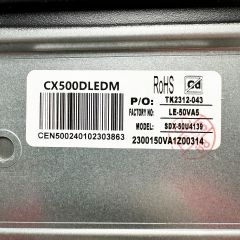 CX500DLEDM
CEN500240102303863
RoHS
P/O: TK2312-043
FACTORY NO: LE-50VA5
MODEL: SDX-50U4139
2300150VA1Z00314